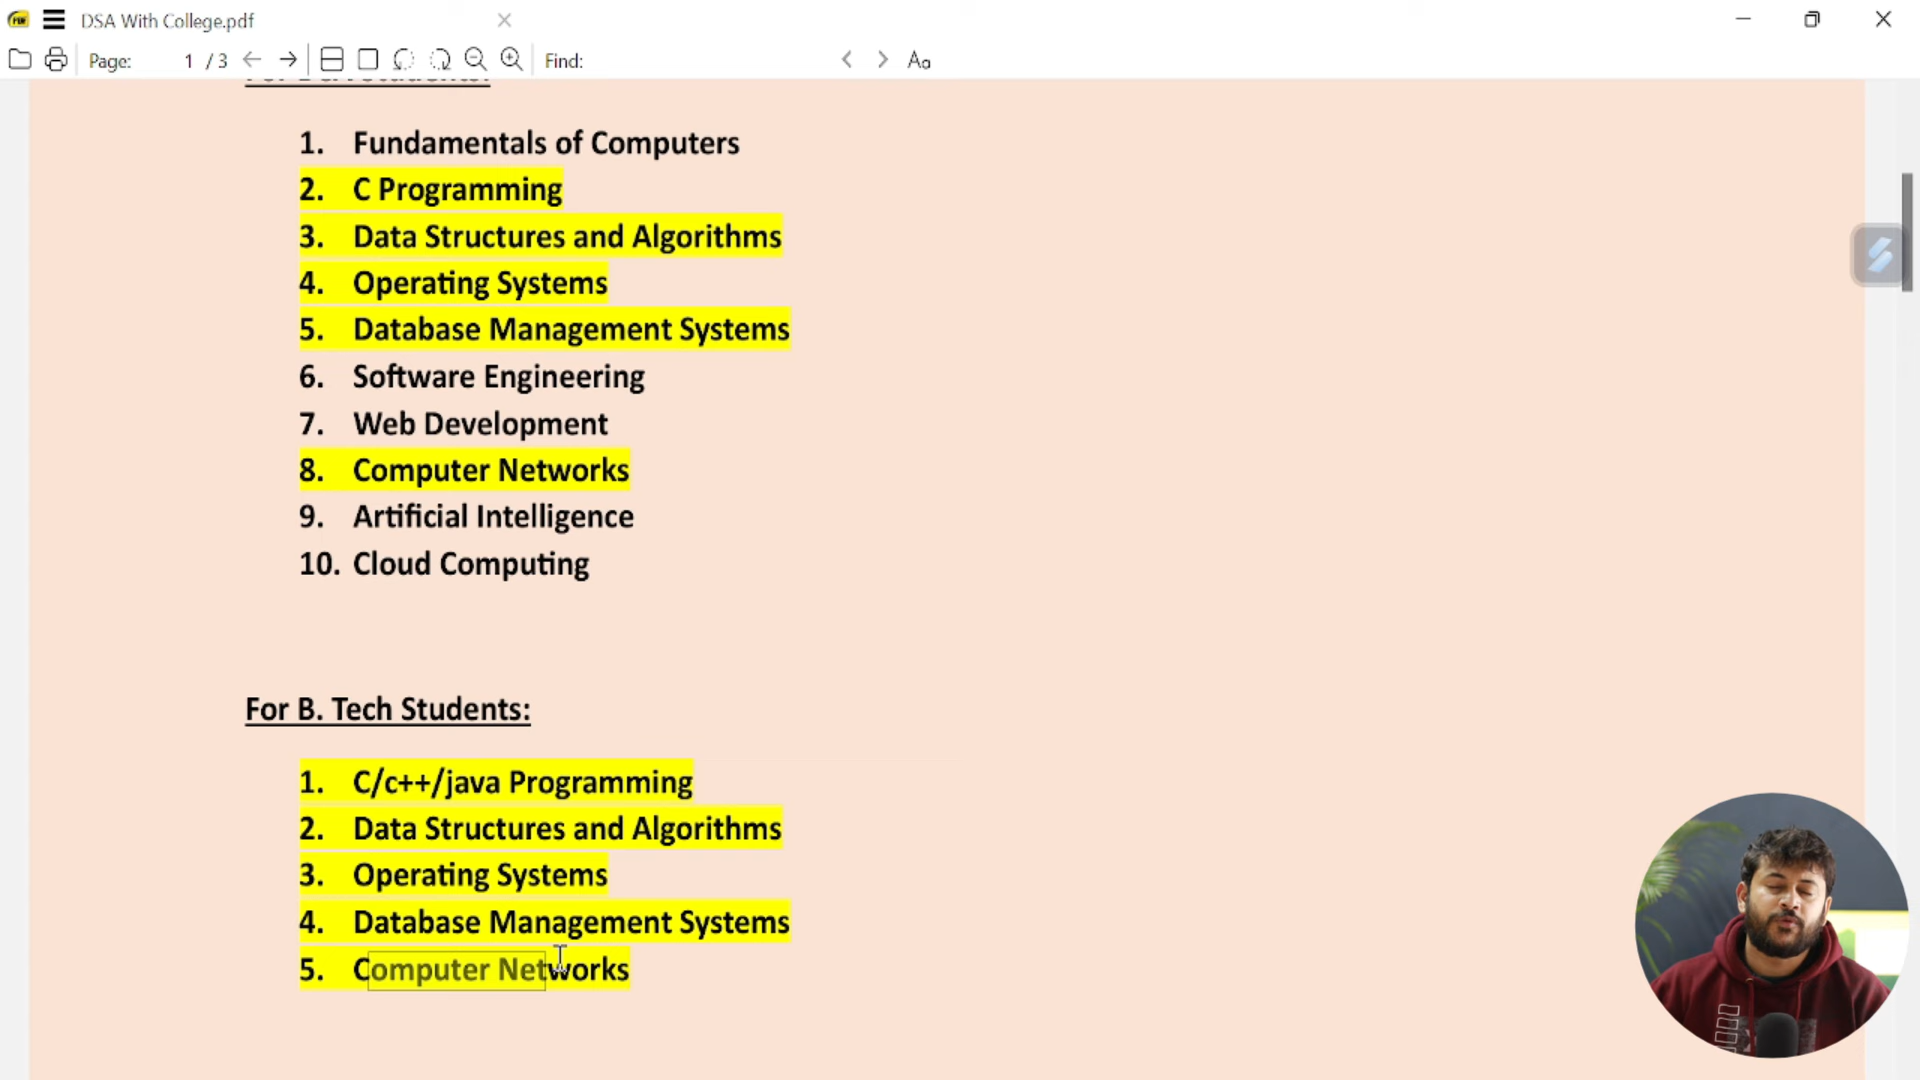 DSA With College.pdf
Page: 1 / 3 Find: Aa
1. Fundamentals of Computers
2. C Programming
3. Data Structures and Algorithms
4. Operating Systems
5. Database Management Systems
6. Software Engineering
7. Web Development
8. Computer Networks
9. Artificial Intelligence
10. Cloud Computing
For B. Tech Students:
1. C/c++/java Programming
2. Data Structures and Algorithms
3. Operating Systems
4. Database Management Systems
5. Computer Networks